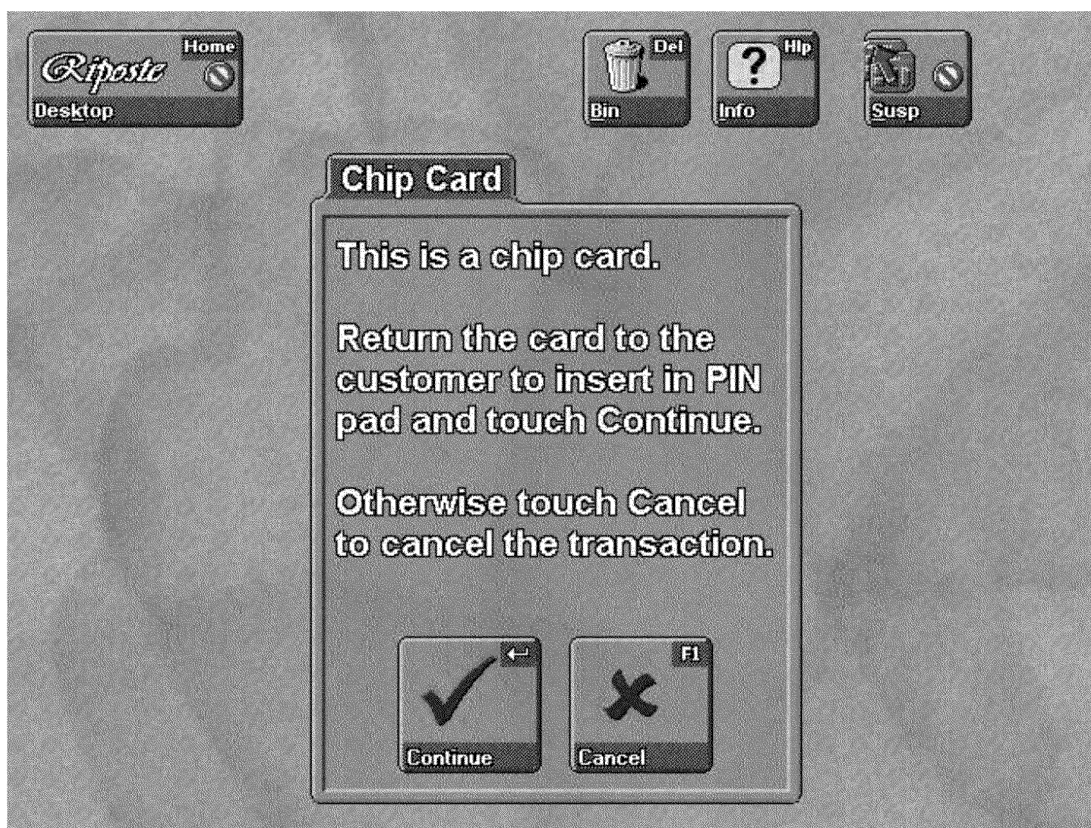 Riposte
Home
Desktop
Del
Bin
Hlp
?
Info
Susp
Chip Card
This is a chip card.
Return the card to the
customer to insert in PIN
pad and touch Continue.
Otherwise touch Cancel
to cancel the transaction.
Continue
F1
Cancel